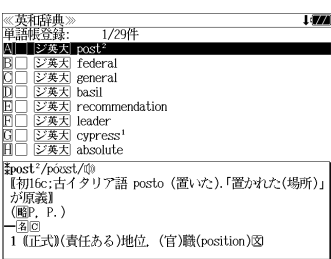 ≪英和辞典≫
単語帳登録: 1/29件
A ジ英大 post²
B ジ英大 federal
C ジ英大 general
D ジ英大 basil
E ジ英大 recommendation
F ジ英大 leader
G ジ英大 cypress¹
H ジ英大 absolute
post²/póʊst/
〖初16c;古イタリア語 posto (置いた).「置かれた(場所)」
が原義〗
(略P, P.)
—名C
1 《正式》(責任ある)地位, (官)職(position)図